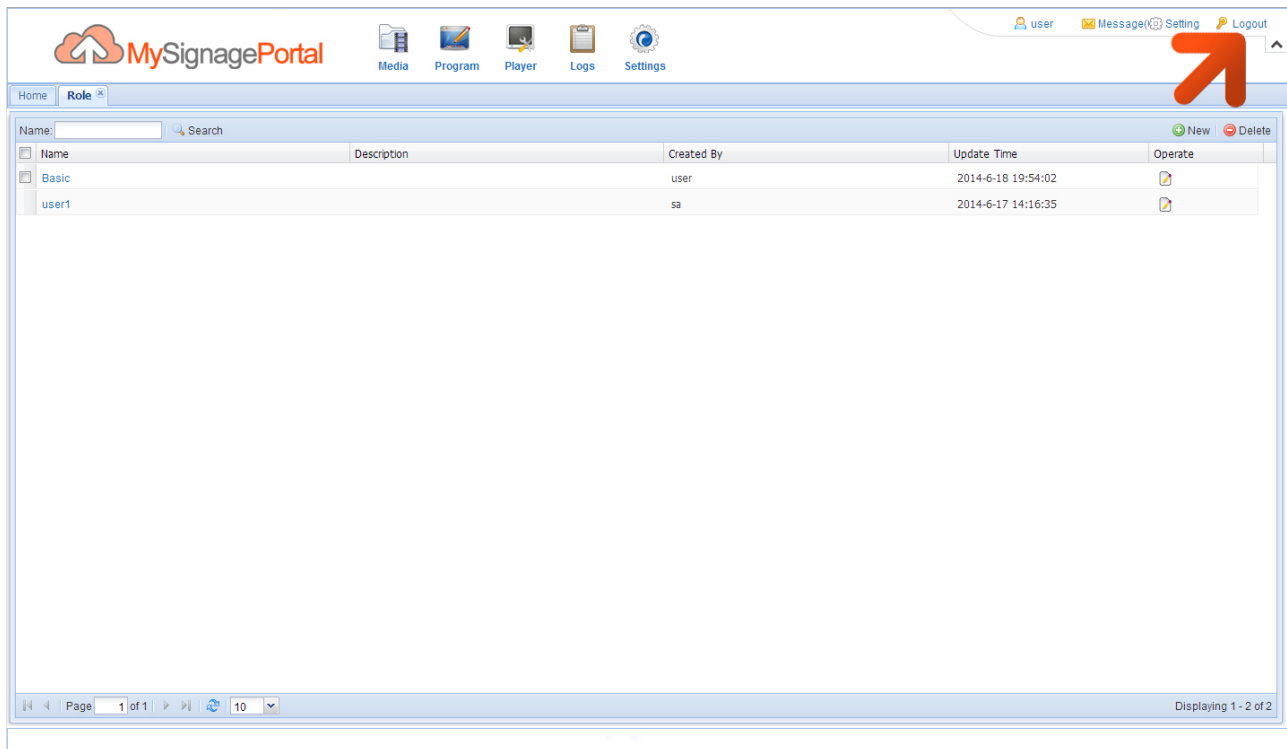 user Message( Setting Logout
MySignagePortal
Media Program Player Logs Settings
Home Role
Name: Search New Delete
Name Description Created By Update Time Operate
Basic user 2014-6-18 19:54:02
user1 sa 2014-6-17 14:16:35
Page 1 of 1 10 Displaying 1 - 2 of 2